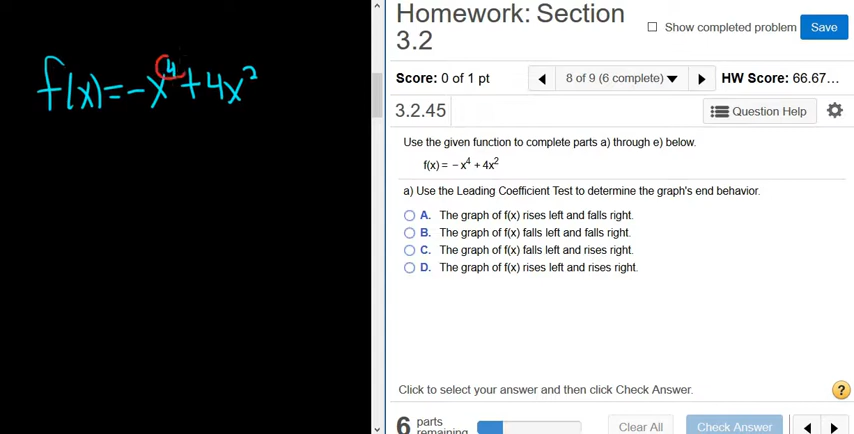 f(x) = -x⁴ + 4x²
Homework: Section
3.2
Show completed problem
Save
Score: 0 of 1 pt
8 of 9 (6 complete)
HW Score: 66.67...
3.2.45
Question Help
Use the given function to complete parts a) through e) below.
f(x) = − x⁴ + 4x²
a) Use the Leading Coefficient Test to determine the graph's end behavior.
A. The graph of f(x) rises left and falls right.
B. The graph of f(x) falls left and falls right.
C. The graph of f(x) falls left and rises right.
D. The graph of f(x) rises left and rises right.
Click to select your answer and then click Check Answer.
?
6 parts
remaining
Clear All
Check Answer